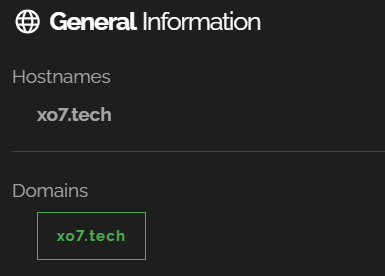 General Information
Hostnames
xo7.tech
Domains
xo7.tech